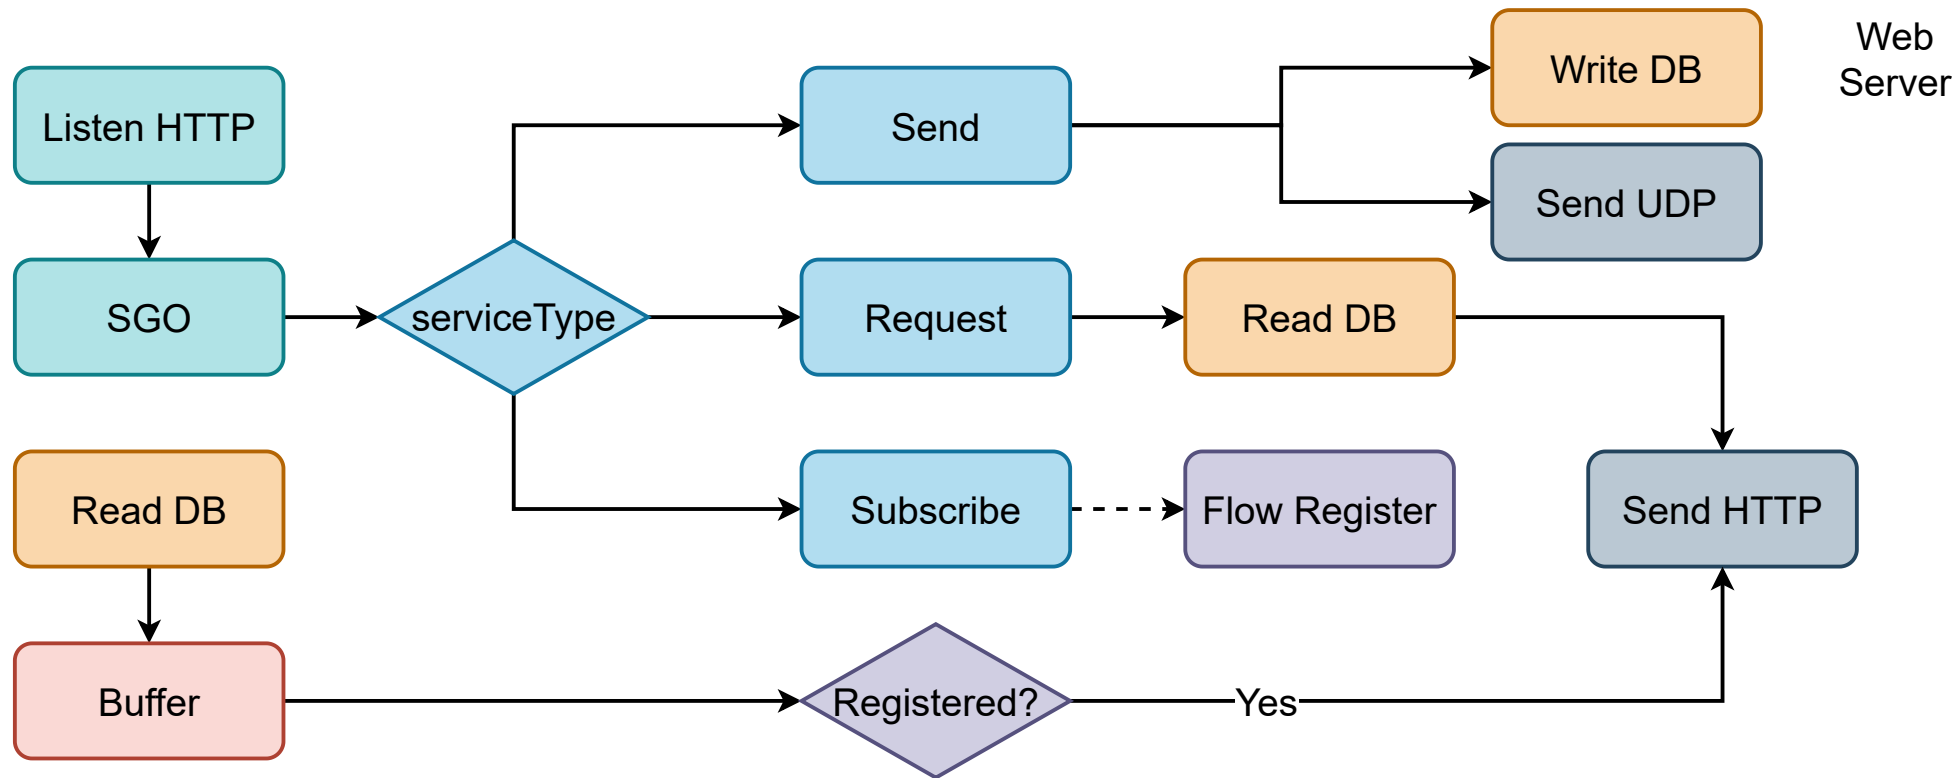 Web
Server
Listen HTTP
Send
Write DB
Send UDP
SGO
serviceType
Request
Read DB
Read DB
Subscribe
Flow Register
Send HTTP
Buffer
Registered?
Yes